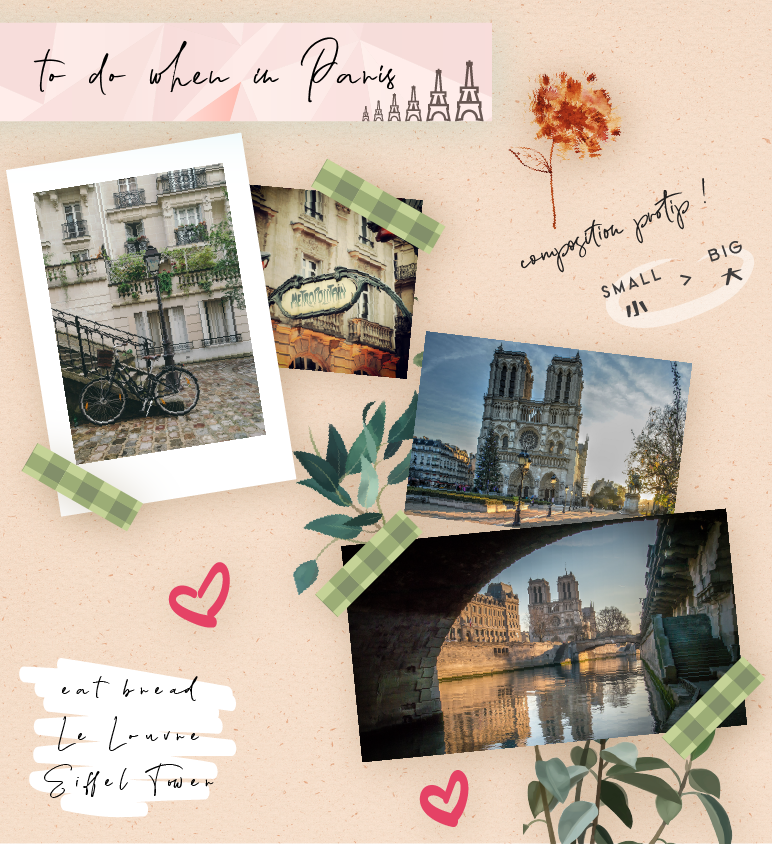 to do when in Paris
METROPOLITAIN
composition protip !
SMALL > BIG
小 大
eat bread
Le Louvre
Eiffel Tower